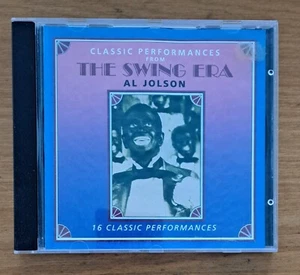 CLASSIC PERFORMANCES
FROM
THE SWING ERA
AL JOLSON
16 CLASSIC PERFORMANCES